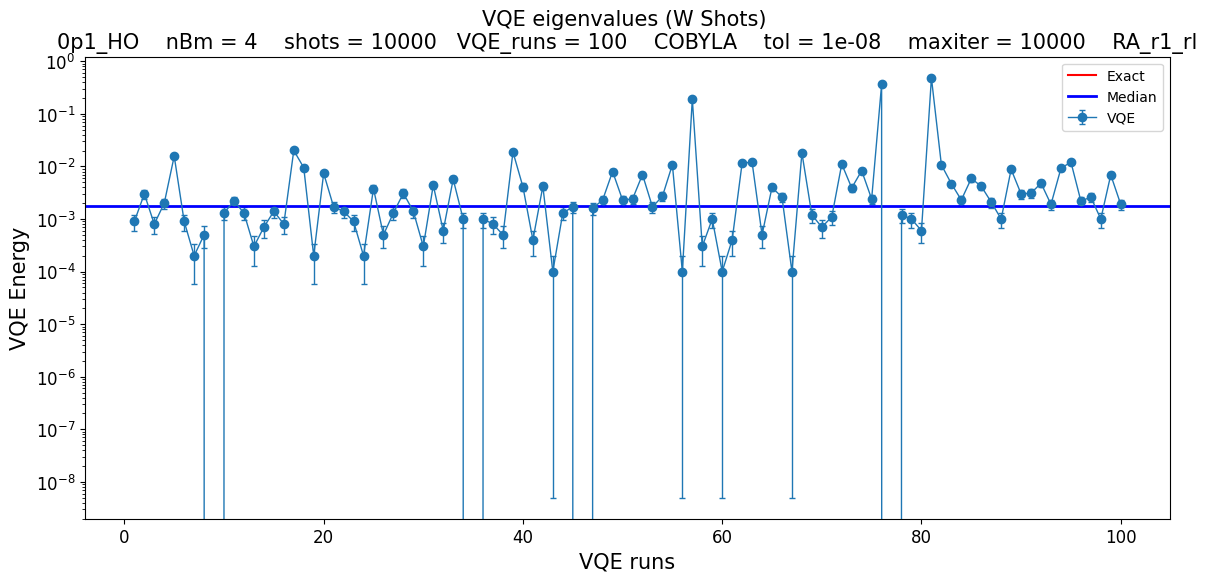 VQE eigenvalues (W Shots)
0p1_HO nBm = 4 shots = 10000 VQE_runs = 100 COBYLA tol = 1e-08 maxiter = 10000 RA_r1_rl
10^0
10^-1
10^-2
10^-3
10^-4
10^-5
10^-6
10^-7
10^-8
VQE Energy
Exact
Median
VQE
0 20 40 60 80 100
VQE runs